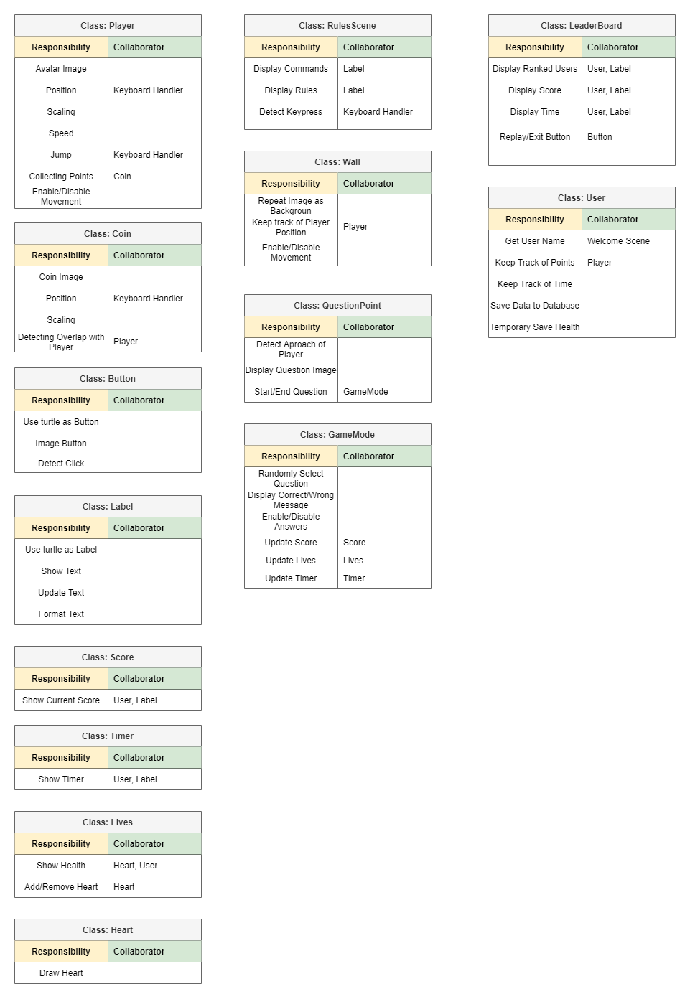 Class: Player
Responsibility Collaborator
Avatar Image
Position Keyboard Handler
Scaling
Speed
Jump Keyboard Handler
Collecting Points Coin
Enable/Disable
Movement
Class: Coin
Responsibility Collaborator
Coin Image
Position Keyboard Handler
Scaling
Detecting Overlap with
Player
Player
Class: Button
Responsibility Collaborator
Use turtle as Button
Image Button
Detect Click
Class: Label
Responsibility Collaborator
Use turtle as Label
Show Text
Update Text
Format Text
Class: Score
Responsibility Collaborator
Show Current Score User, Label
Class: Timer
Responsibility Collaborator
Show Timer User, Label
Class: Lives
Responsibility Collaborator
Show Health Heart, User
Add/Remove Heart Heart
Class: Heart
Responsibility Collaborator
Draw Heart
Class: RulesScene
Responsibility Collaborator
Display Commands Label
Display Rules Label
Detect Keypress Keyboard Handler
Class: Wall
Responsibility Collaborator
Repeat Image as
Backgroun
Keep track of Player
Position
Player
Enable/Disable
Movement
Class: QuestionPoint
Responsibility Collaborator
Detect Aproach of
Player
Display Question Image
Start/End Question GameMode
Class: GameMode
Responsibility Collaborator
Randomly Select
Question
Display Correct/Wrong
Message
Enable/Disable
Answers
Update Score Score
Update Lives Lives
Update Timer Timer
Class: LeaderBoard
Responsibility Collaborator
Display Ranked Users User, Label
Display Score User, Label
Display Time User, Label
Replay/Exit Button Button
Class: User
Responsibility Collaborator
Get User Name Welcome Scene
Keep Track of Points Player
Keep Track of Time
Save Data to Database
Temporary Save Health